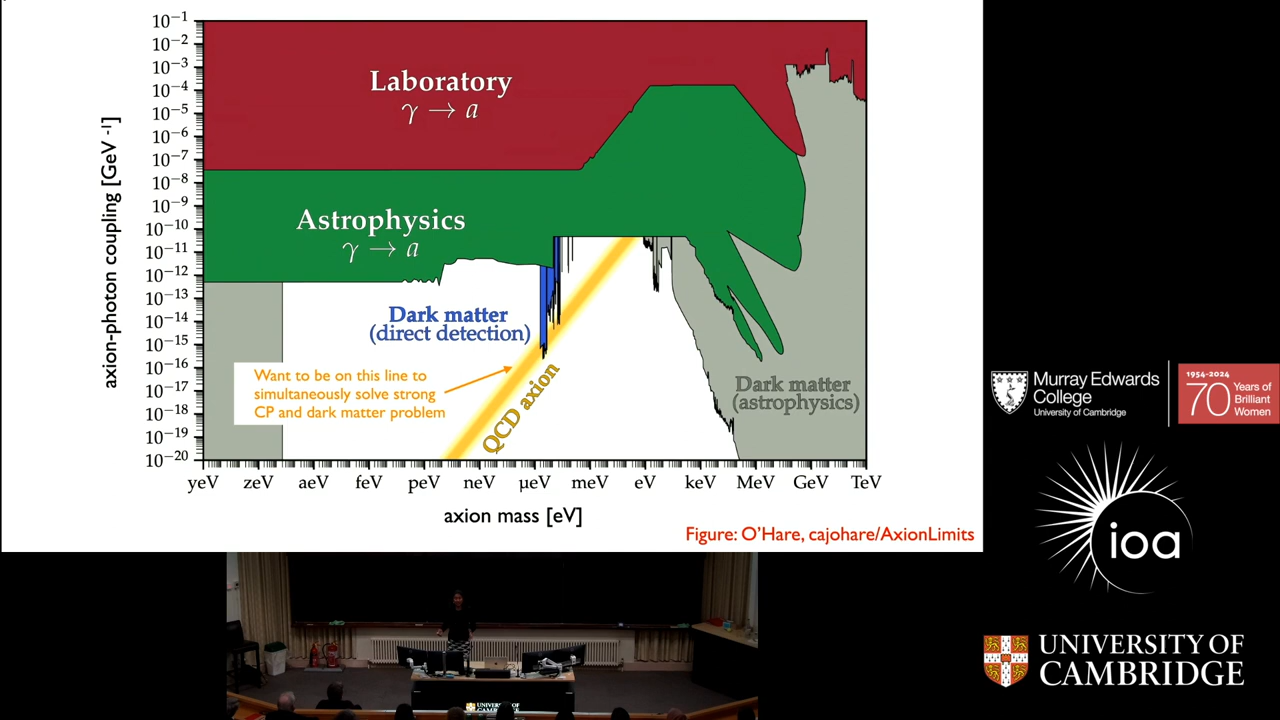 10⁻¹
10⁻²
10⁻³
10⁻⁴
10⁻⁵
10⁻⁶
10⁻⁷
10⁻⁸
10⁻⁹
10⁻¹⁰
10⁻¹¹
10⁻¹²
10⁻¹³
10⁻¹⁴
10⁻¹⁵
10⁻¹⁶
10⁻¹⁷
10⁻¹⁸
10⁻¹⁹
10⁻²⁰
axion-photon coupling [GeV⁻¹]
Laboratory
γ → a
Astrophysics
γ → a
Dark matter
(direct detection)
Want to be on this line to
simultaneously solve strong
CP and dark matter problem
QCD axion
Dark matter
(astrophysics)
yeV zeV aeV feV peV neV μeV meV eV keV MeV GeV TeV
axion mass [eV]
Figure: O'Hare, cajohare/AxionLimits
Murray Edwards
College
University of Cambridge
1954-2024
70 Years of
Brilliant
Women
ioa
UNIVERSITY OF
CAMBRIDGE
UNIVERSITY OF
CAMBRIDGE